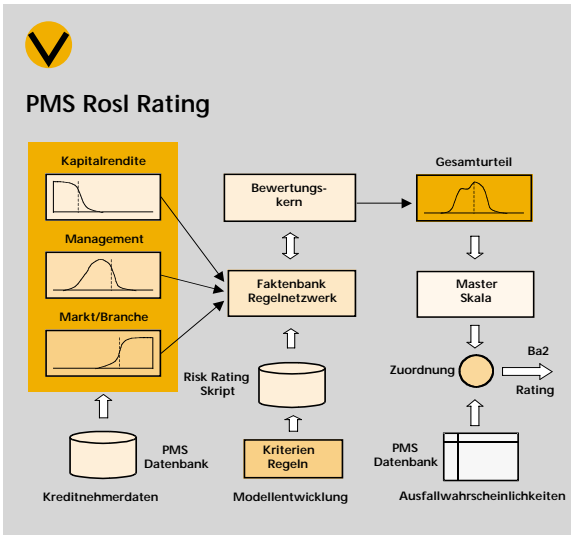 PMS Rosl Rating
Kapitalrendite
Management
Markt/Branche
PMS
Datenbank
Kreditnehmerdaten
Bewertungs-
kern
Faktenbank
Regelnetzwerk
Risk Rating
Skript
Kriterien
Regeln
Modellentwicklung
Gesamturteil
Master
Skala
Zuordnung
Ba2
Rating
PMS
Datenbank
Ausfallwahrscheinlichkeiten